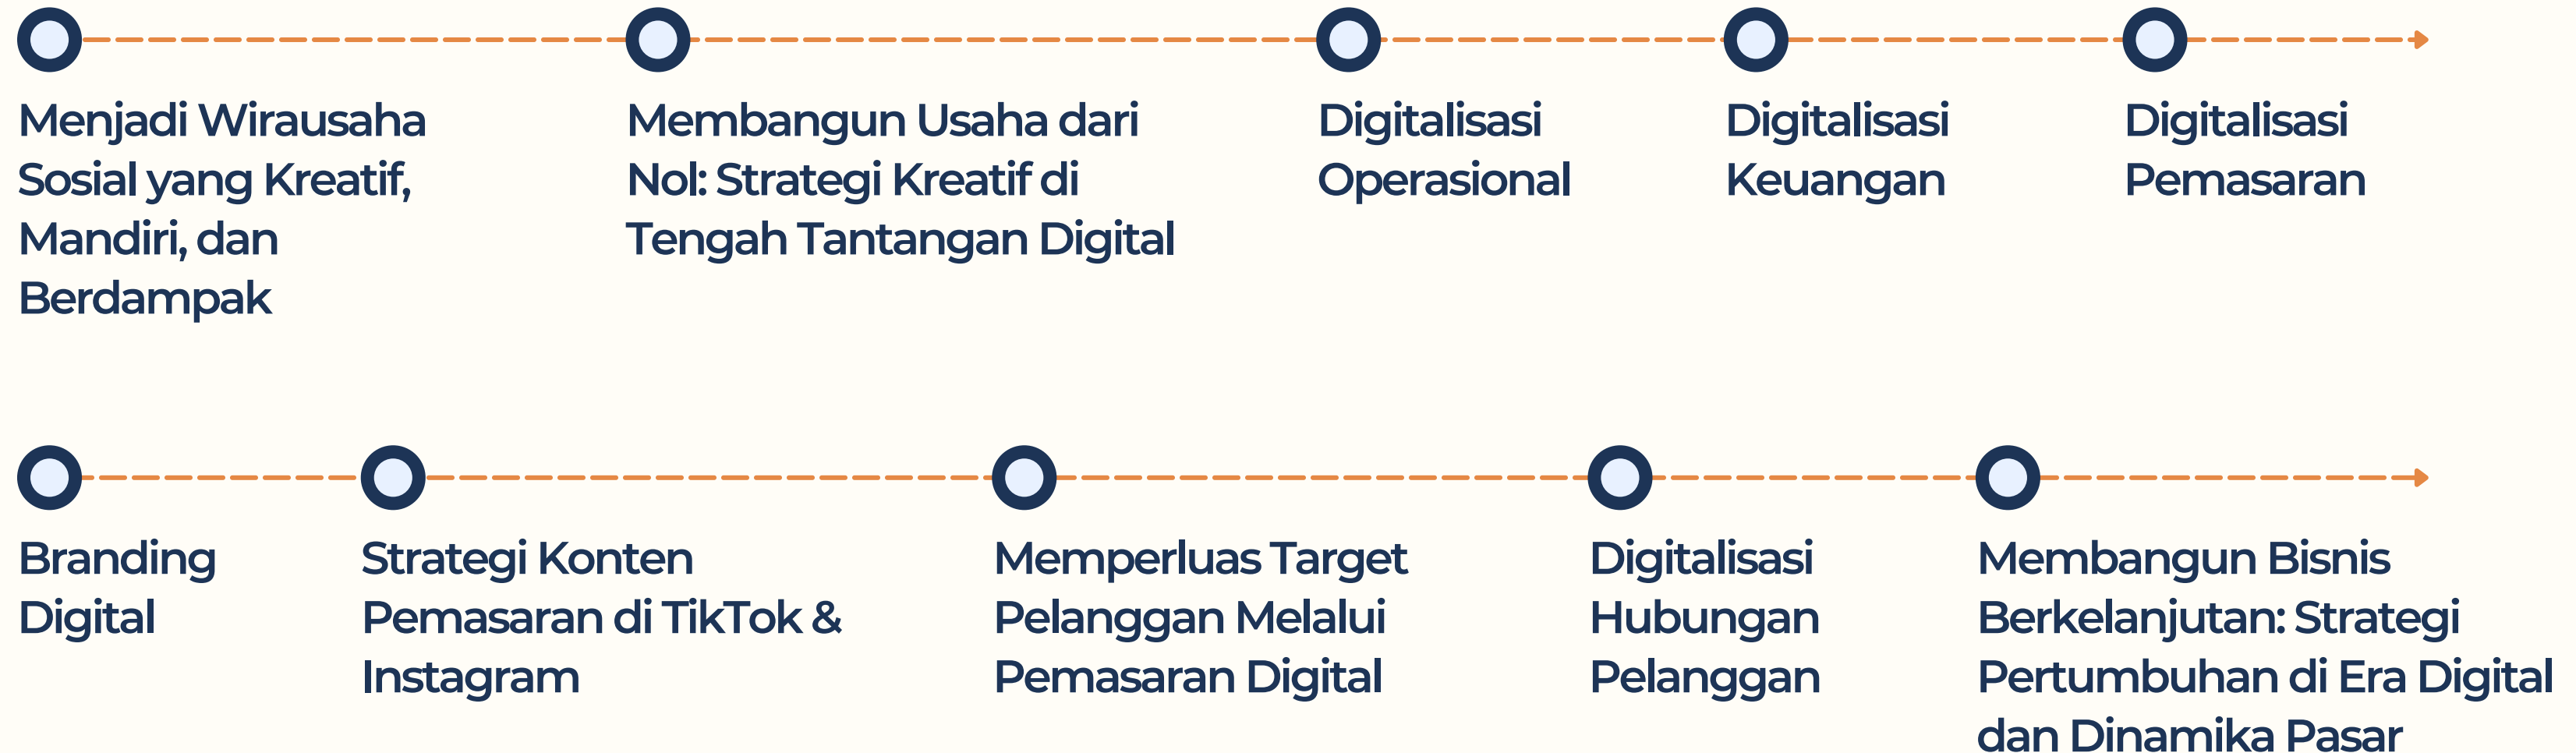 Menjadi Wirausaha
Sosial yang Kreatif,
Mandiri, dan
Berdampak
Membangun Usaha dari
Nol: Strategi Kreatif di
Tengah Tantangan Digital
Digitalisasi
Operasional
Digitalisasi
Keuangan
Digitalisasi
Pemasaran
Branding
Digital
Strategi Konten
Pemasaran di TikTok &
Instagram
Memperluas Target
Pelanggan Melalui
Pemasaran Digital
Digitalisasi
Hubungan
Pelanggan
Membangun Bisnis
Berkelanjutan: Strategi
Pertumbuhan di Era Digital
dan Dinamika Pasar